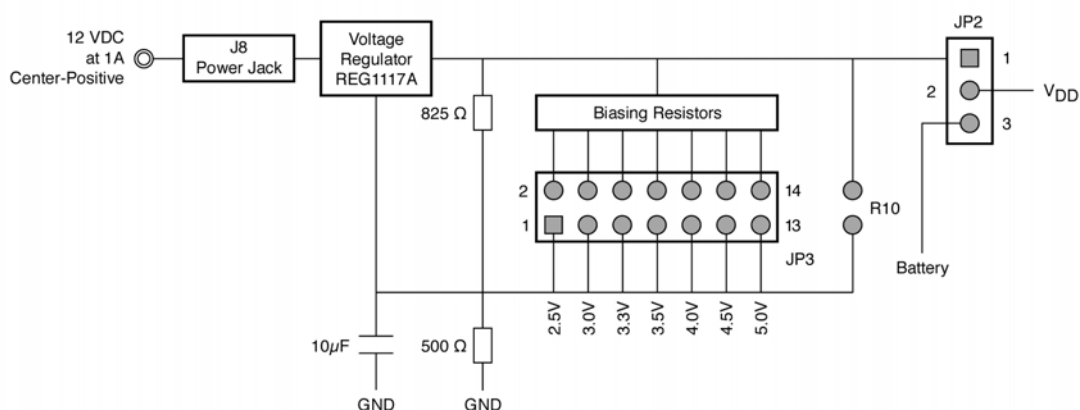 12 VDC
at 1A
Center-Positive
J8
Power Jack
Voltage
Regulator
REG1117A
JP2
1
2
3
V_DD
825 Ω
Biasing Resistors
2
14
1
13
JP3
R10
Battery
2.5V
3.0V
3.3V
3.5V
4.0V
4.5V
5.0V
10µF
500 Ω
GND
GND